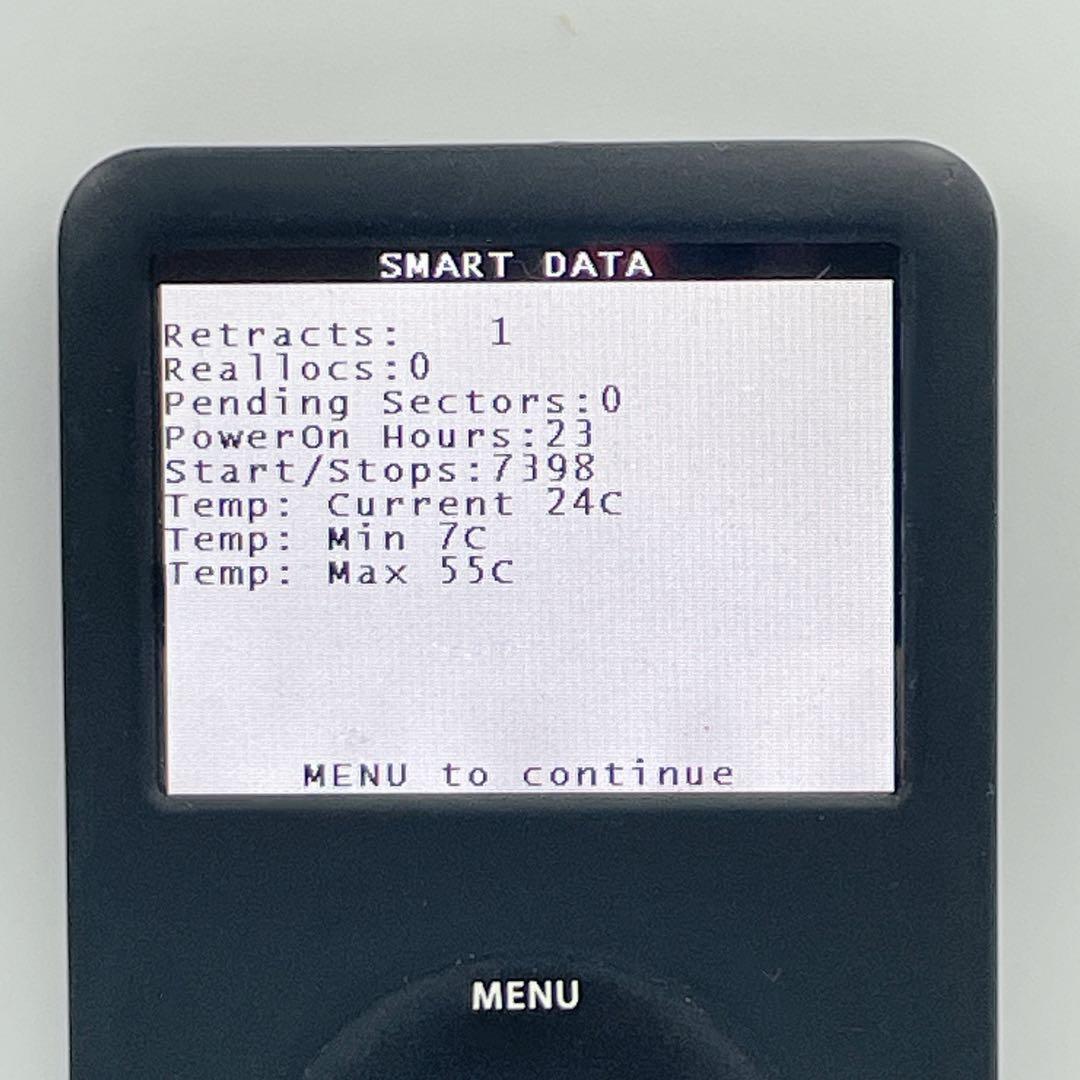 SMART DATA
Retracts: 1
Reallocs:0
Pending Sectors:0
PowerOn Hours:23
Start/Stops:7398
Temp: Current 24C
Temp: Min 7C
Temp: Max 55C
MENU to continue
MENU